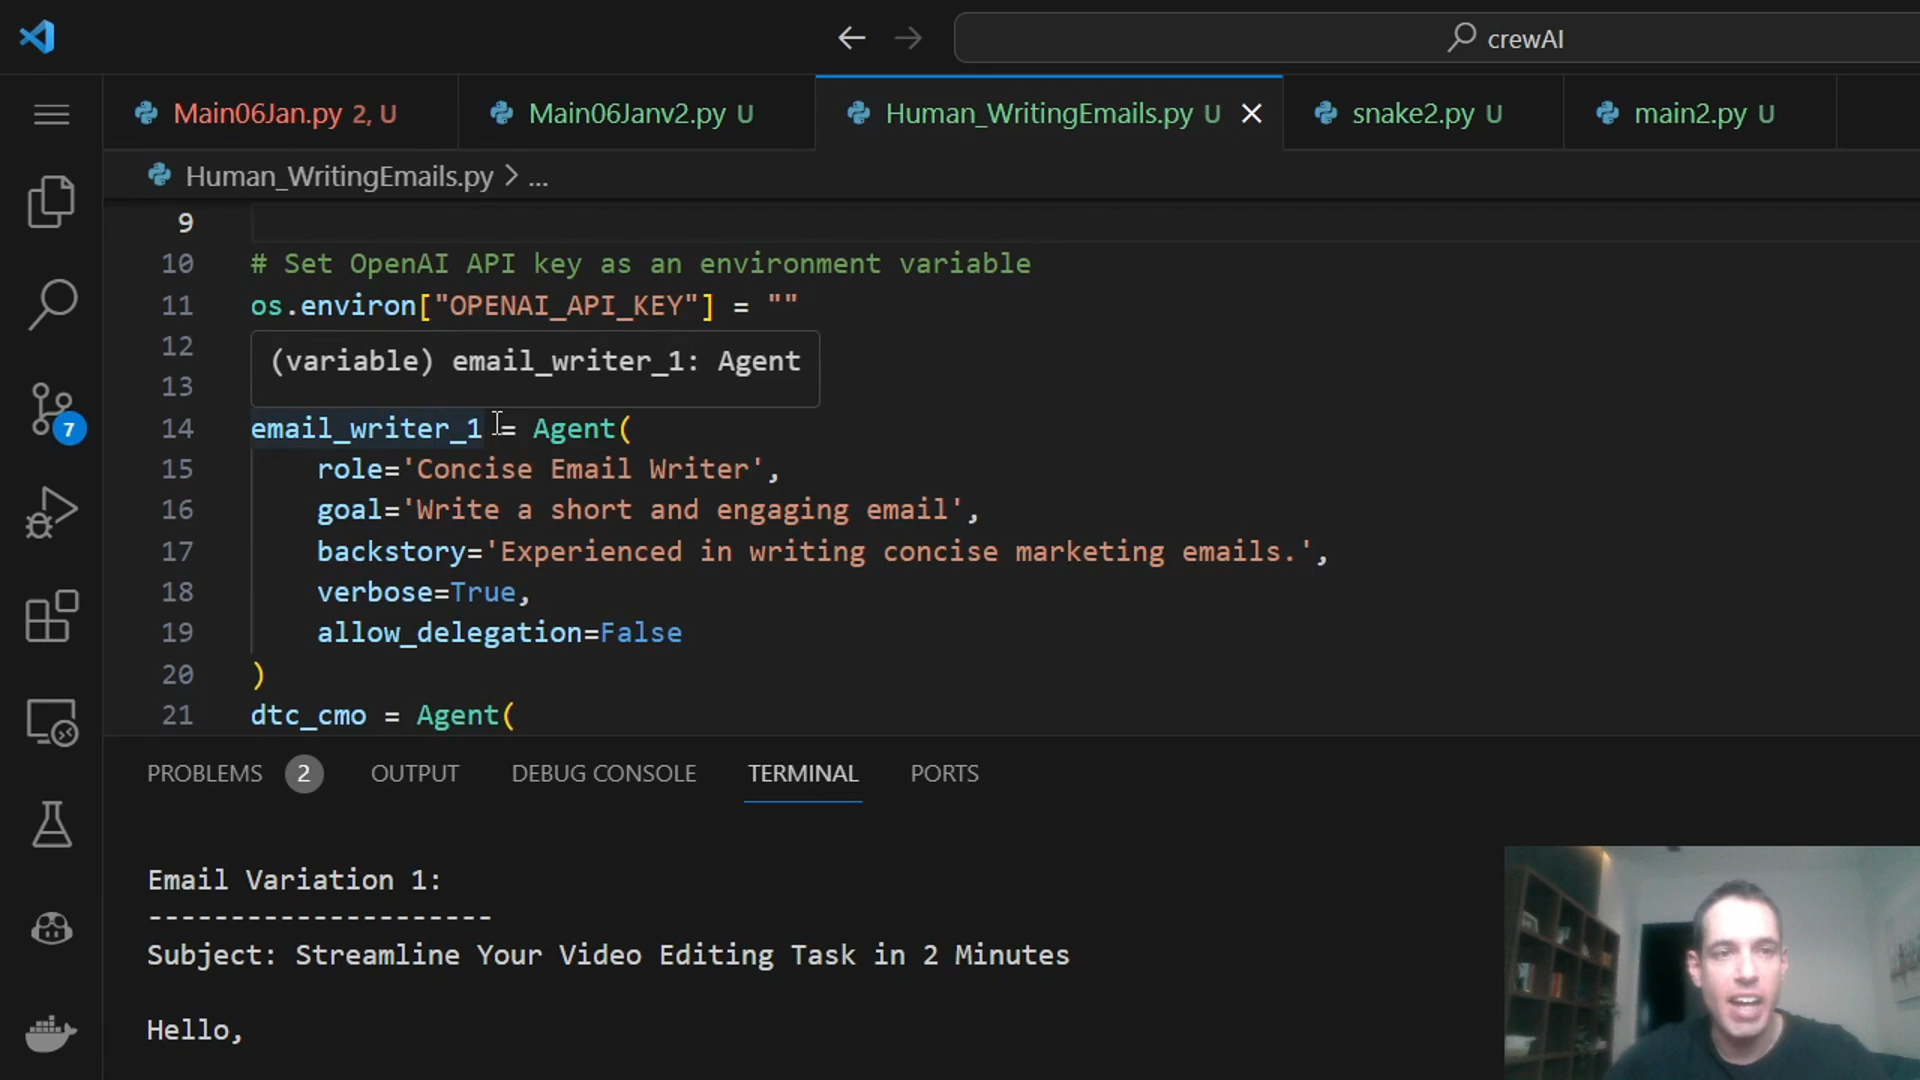 crewAI
Main06Jan.py 2, U
Main06Janv2.py U
Human_WritingEmails.py U
snake2.py U
main2.py U
Human_WritingEmails.py > ...
9
10 # Set OpenAI API key as an environment variable
11 os.environ["OPENAI_API_KEY"] = ""
12
(variable) email_writer_1: Agent
13
14 email_writer_1 = Agent(
15 role='Concise Email Writer',
16 goal='Write a short and engaging email',
17 backstory='Experienced in writing concise marketing emails.',
18 verbose=True,
19 allow_delegation=False
20 )
21 dtc_cmo = Agent(
7
PROBLEMS 2 OUTPUT DEBUG CONSOLE TERMINAL PORTS
Email Variation 1:
---------------------
Subject: Streamline Your Video Editing Task in 2 Minutes
Hello,